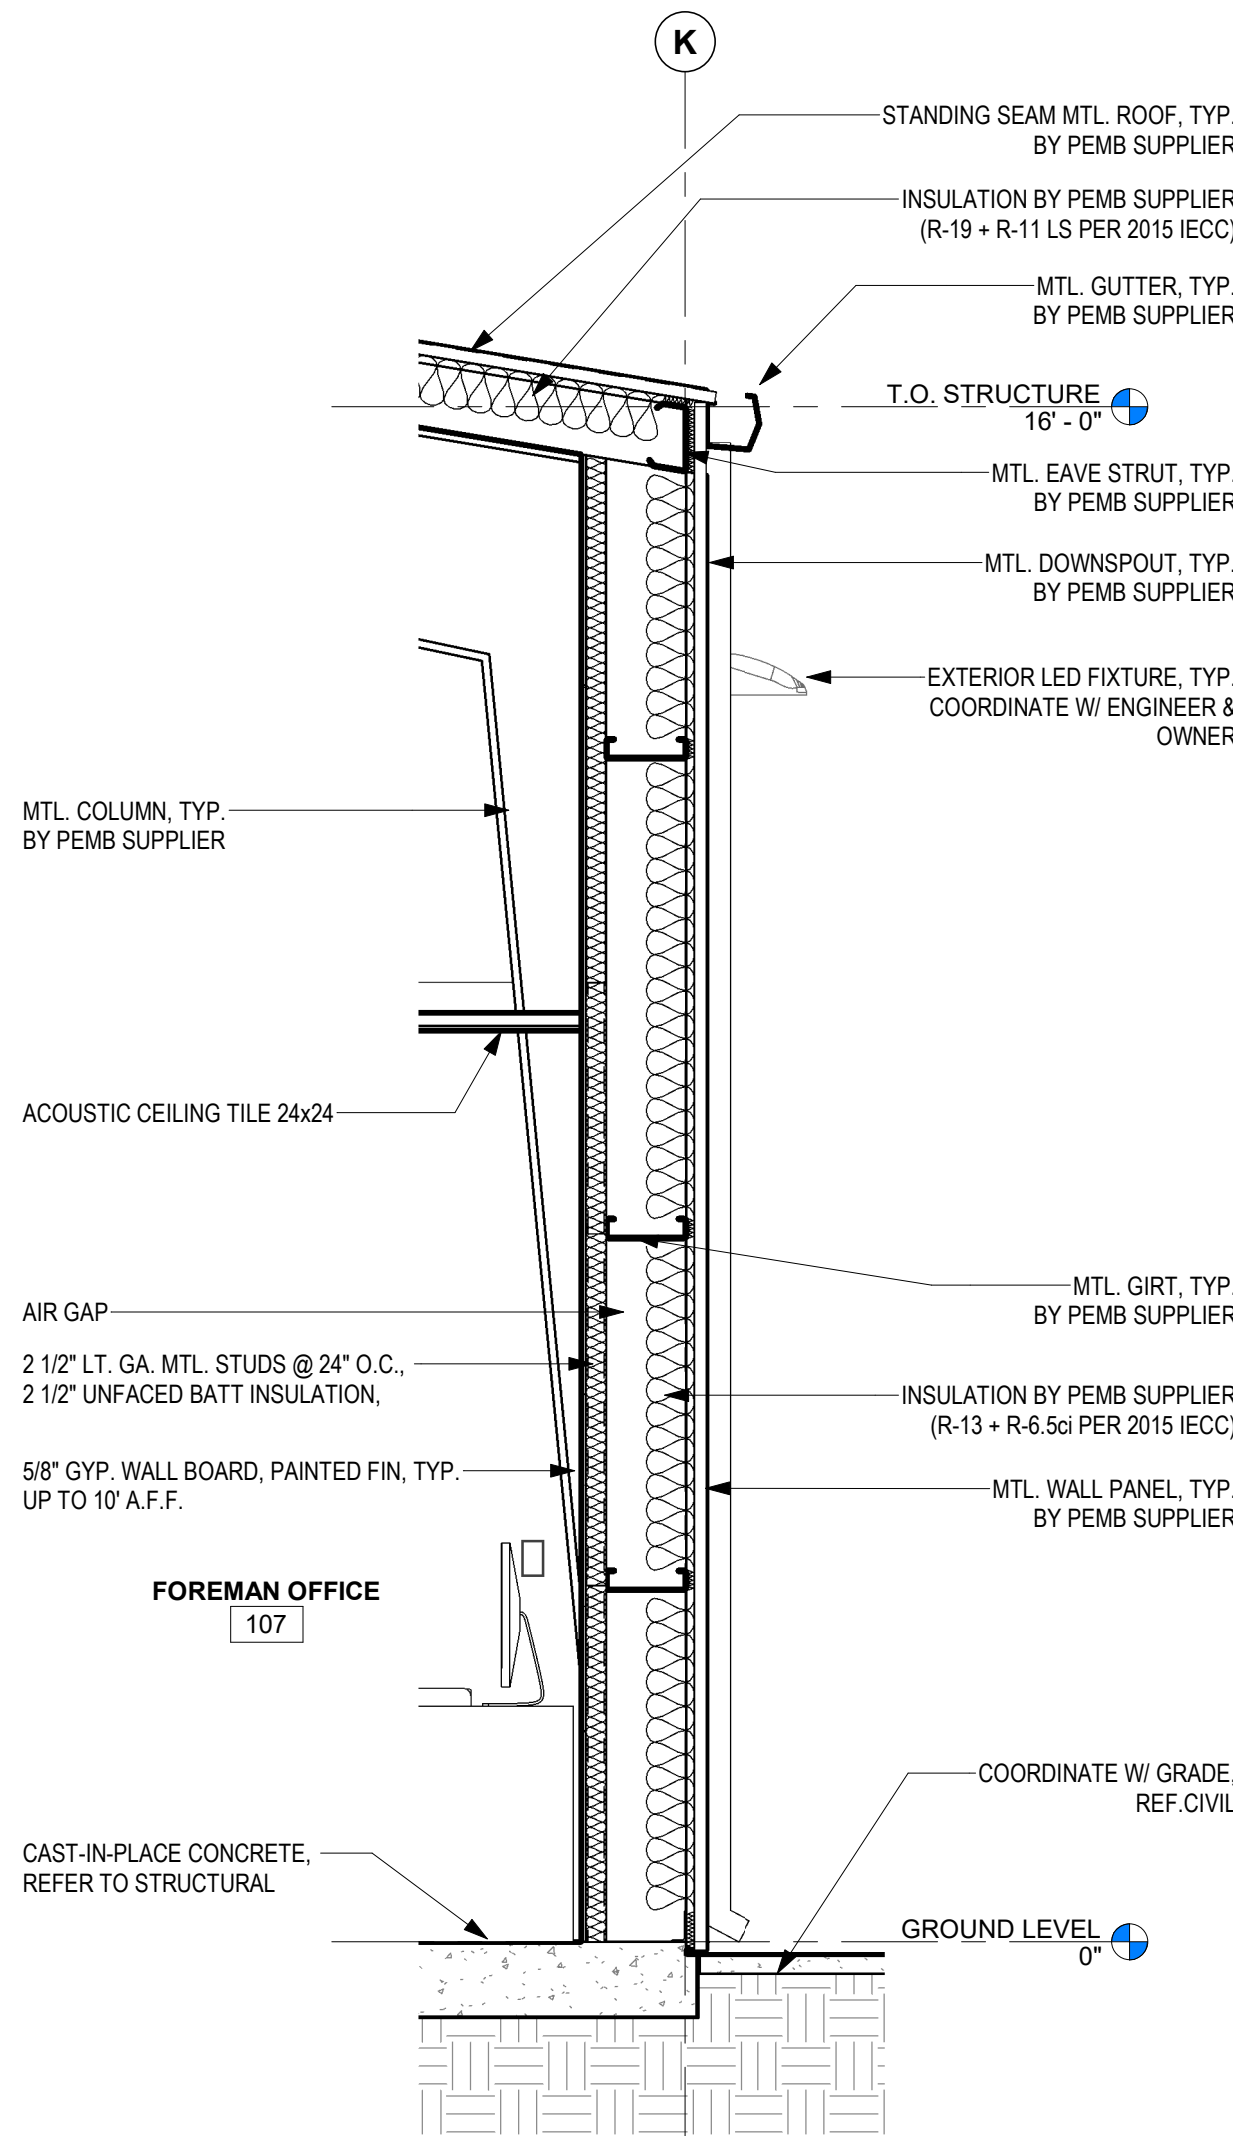 K
STANDING SEAM MTL. ROOF, TYP.
BY PEMB SUPPLIER
INSULATION BY PEMB SUPPLIER
(R-19 + R-11 LS PER 2015 IECC)
MTL. GUTTER, TYP.
BY PEMB SUPPLIER
T.O. STRUCTURE
16' - 0"
MTL. EAVE STRUT, TYP.
BY PEMB SUPPLIER
MTL. DOWNSPOUT, TYP.
BY PEMB SUPPLIER
EXTERIOR LED FIXTURE, TYP.
COORDINATE W/ ENGINEER &
OWNER
MTL. COLUMN, TYP.
BY PEMB SUPPLIER
ACOUSTIC CEILING TILE 24x24
MTL. GIRT, TYP.
BY PEMB SUPPLIER
AIR GAP
2 1/2" LT. GA. MTL. STUDS @ 24" O.C.,
2 1/2" UNFACED BATT INSULATION,
INSULATION BY PEMB SUPPLIER
(R-13 + R-6.5ci PER 2015 IECC)
5/8" GYP. WALL BOARD, PAINTED FIN, TYP.
UP TO 10' A.F.F.
MTL. WALL PANEL, TYP.
BY PEMB SUPPLIER
FOREMAN OFFICE
107
COORDINATE W/ GRADE,
REF.CIVIL
CAST-IN-PLACE CONCRETE,
REFER TO STRUCTURAL
GROUND LEVEL
0"